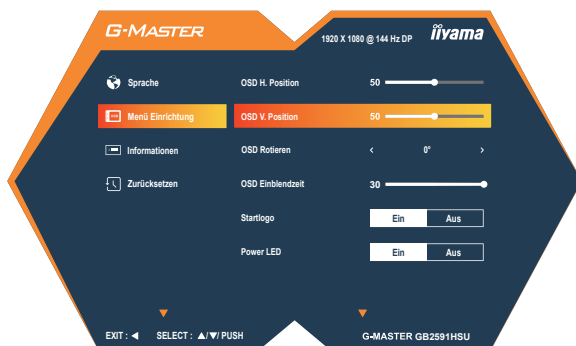 G-MASTER
1920 X 1080 @ 144 Hz DP
iiyama
Sprache
OSD H. Position 50
Menü Einrichtung
OSD V. Position 50
Informationen
OSD Rotieren < 0° >
Zurücksetzen
OSD Einblendzeit 30
Startlogo Ein Aus
Power LED Ein Aus
EXIT : ◀ SELECT : ▲/▼/ PUSH
G-MASTER GB2591HSU